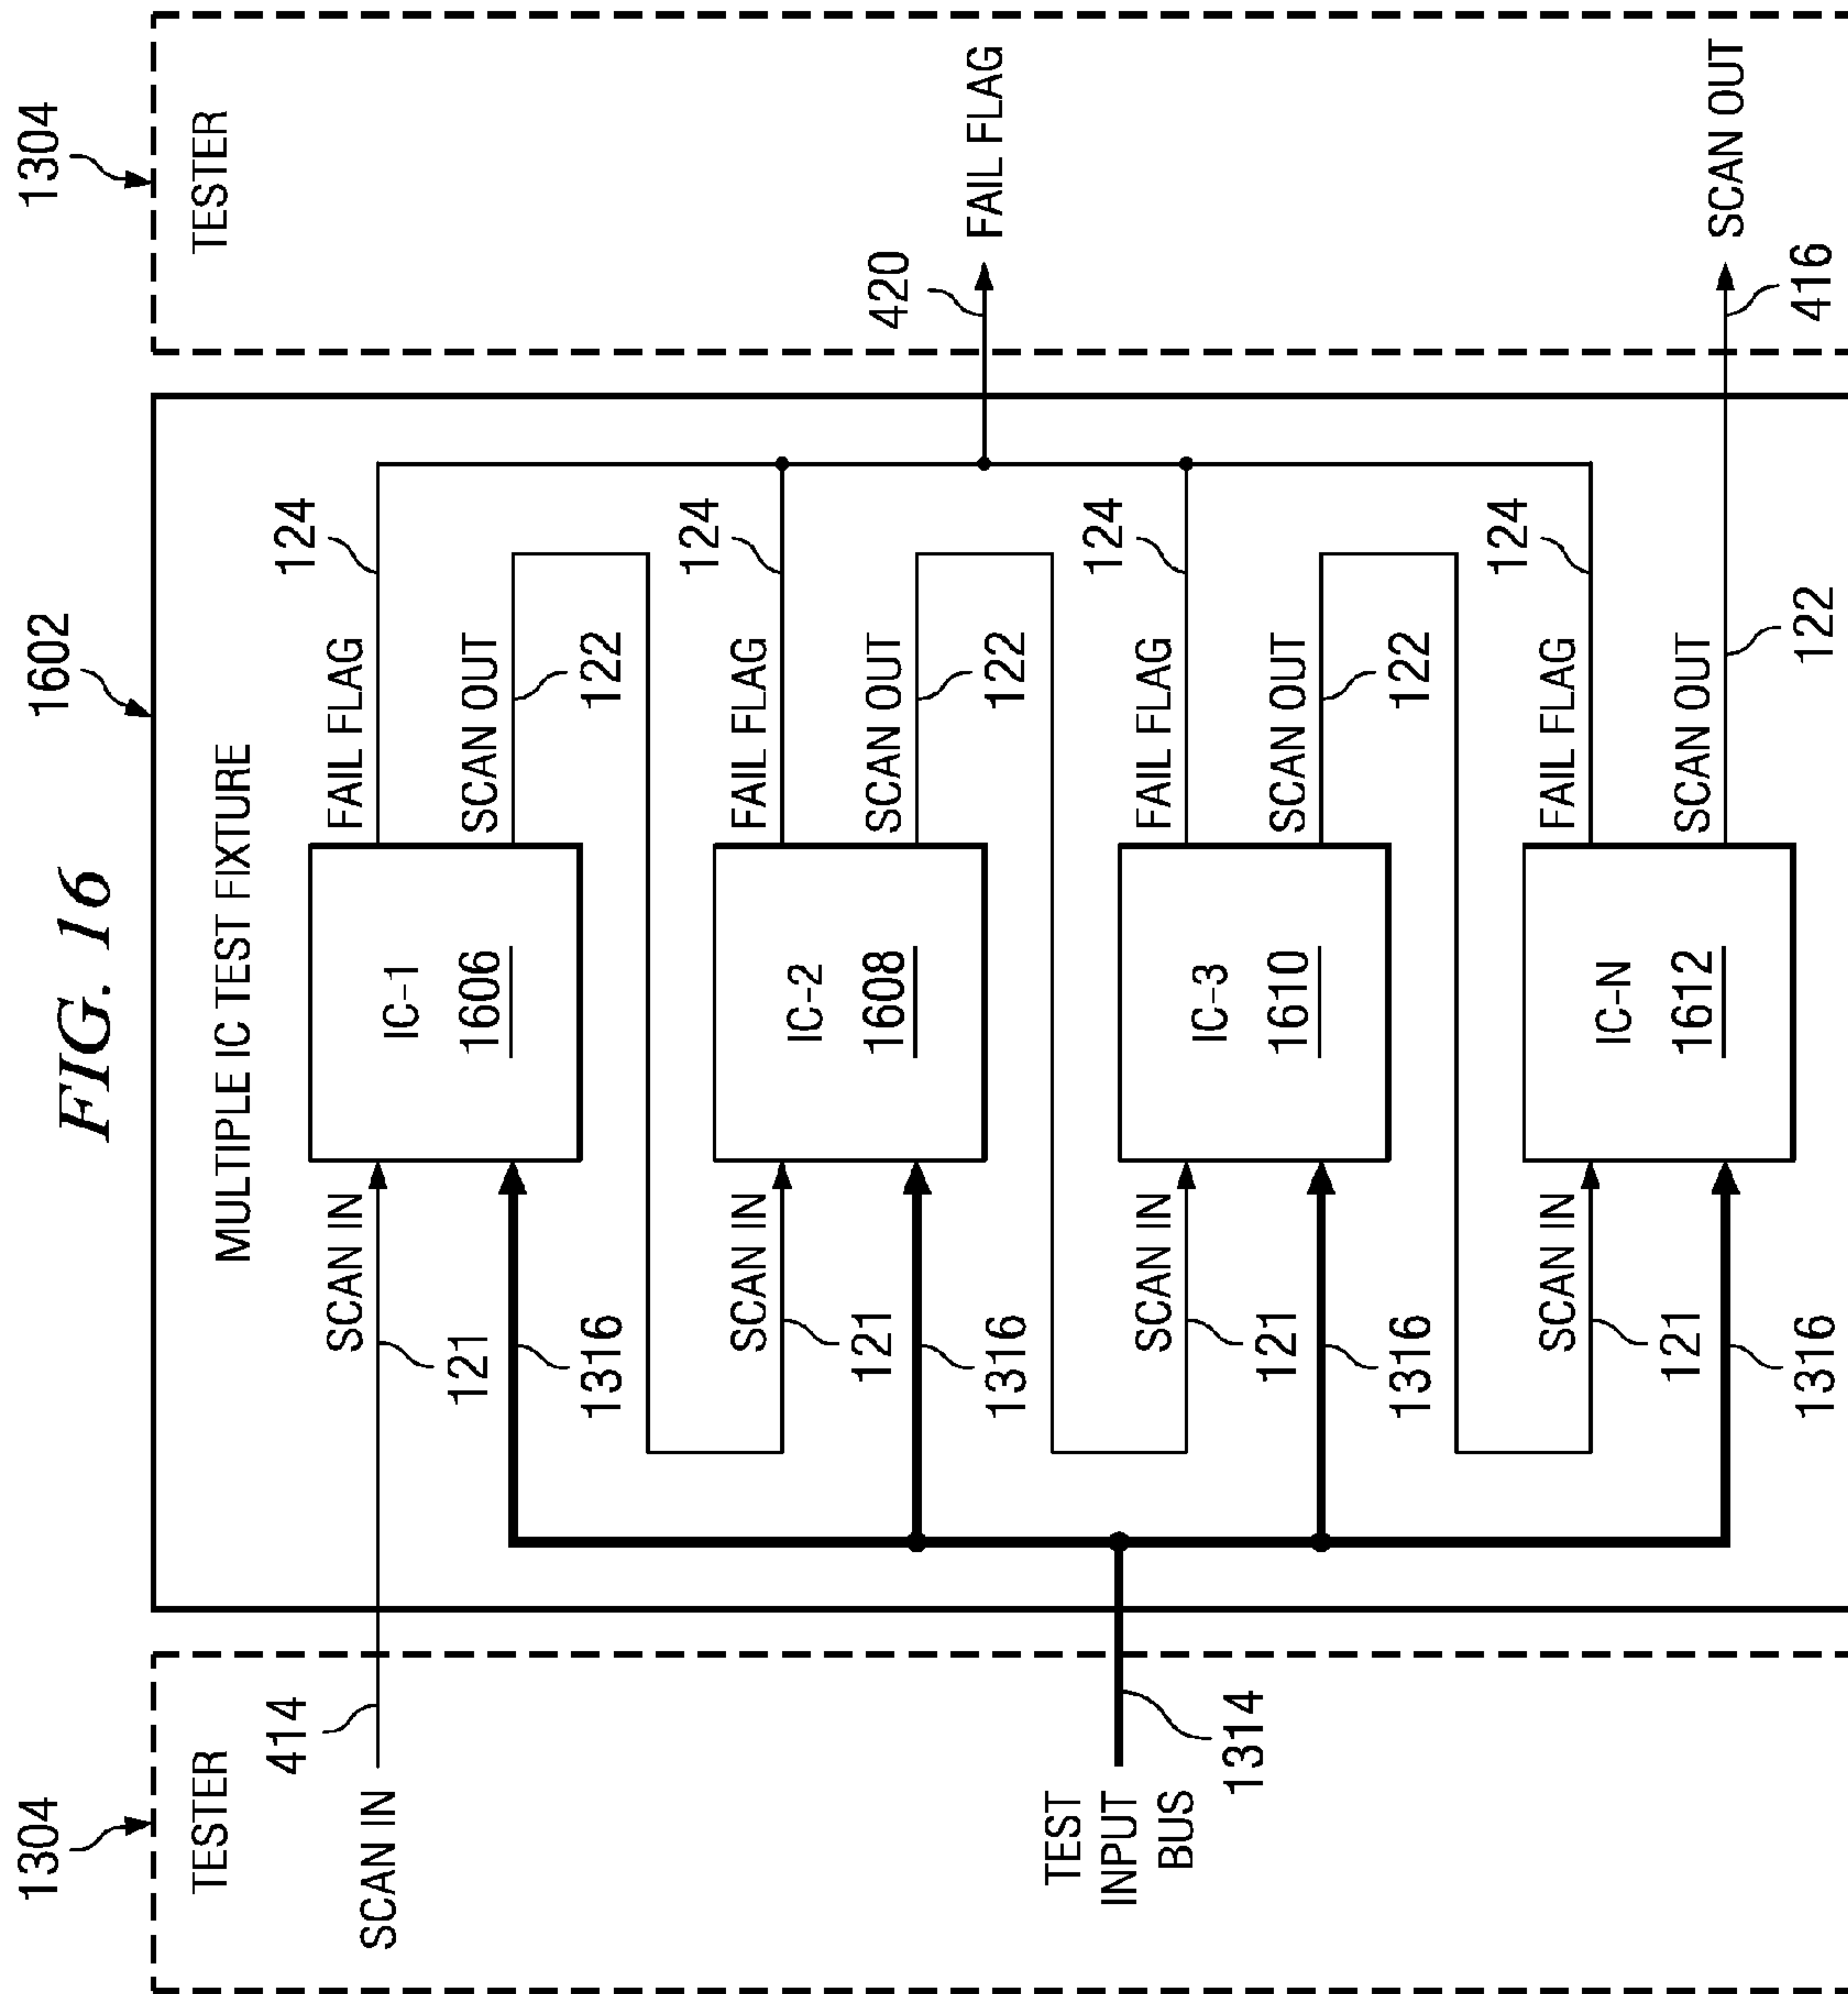 FIG. 16
1304
1602
1304
TESTER
MULTIPLE IC TEST FIXTURE
TESTER
414
SCAN IN
SCAN IN
121
1316
IC-1
1606
FAIL FLAG
124
SCAN OUT
122
SCAN IN
121
1316
IC-2
1608
FAIL FLAG
124
SCAN OUT
122
420
FAIL FLAG
TEST
INPUT
BUS
1314
SCAN IN
121
1316
IC-3
1610
FAIL FLAG
124
SCAN OUT
122
SCAN IN
121
1316
IC-N
1612
FAIL FLAG
124
SCAN OUT
122
416
SCAN OUT